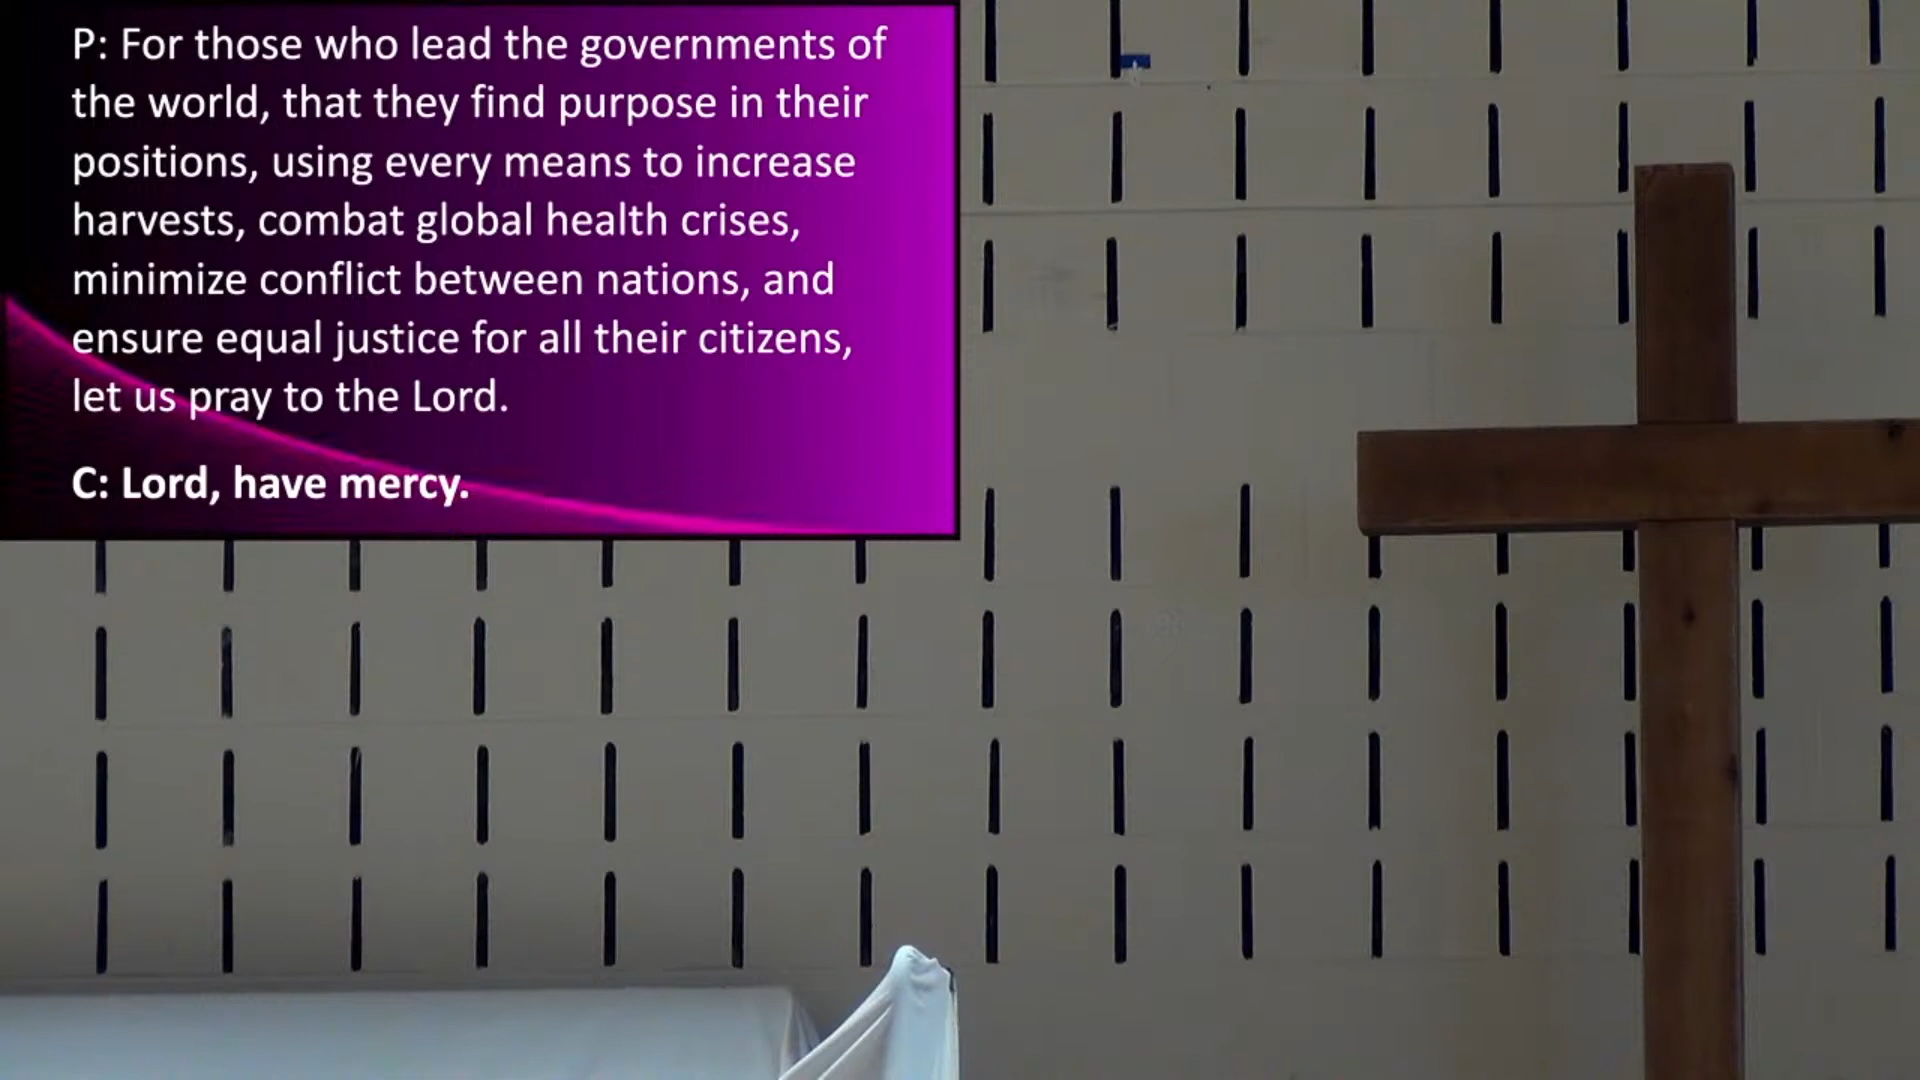 P: For those who lead the governments of
the world, that they find purpose in their
positions, using every means to increase
harvests, combat global health crises,
minimize conflict between nations, and
ensure equal justice for all their citizens,
let us pray to the Lord.
C: Lord, have mercy.